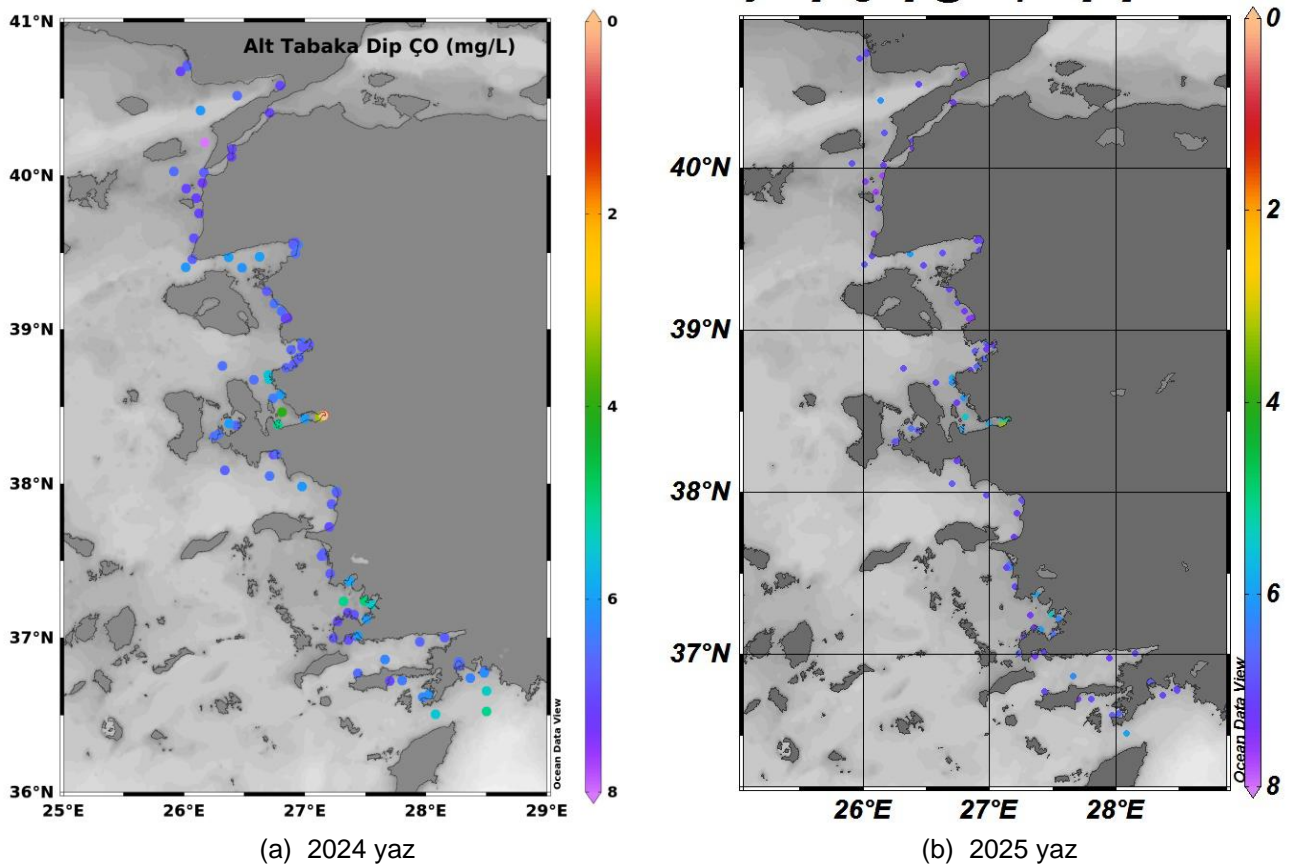 41°N
Alt Tabaka Dip ÇO (mg/L)
40°N
39°N
38°N
37°N
36°N
25°E 26°E 27°E 28°E 29°E
0
2
4
6
8
Ocean Data View
(a) 2024 yaz
40°N
39°N
38°N
37°N
26°E 27°E 28°E
0
2
4
6
8
Ocean Data View
(b) 2025 yaz